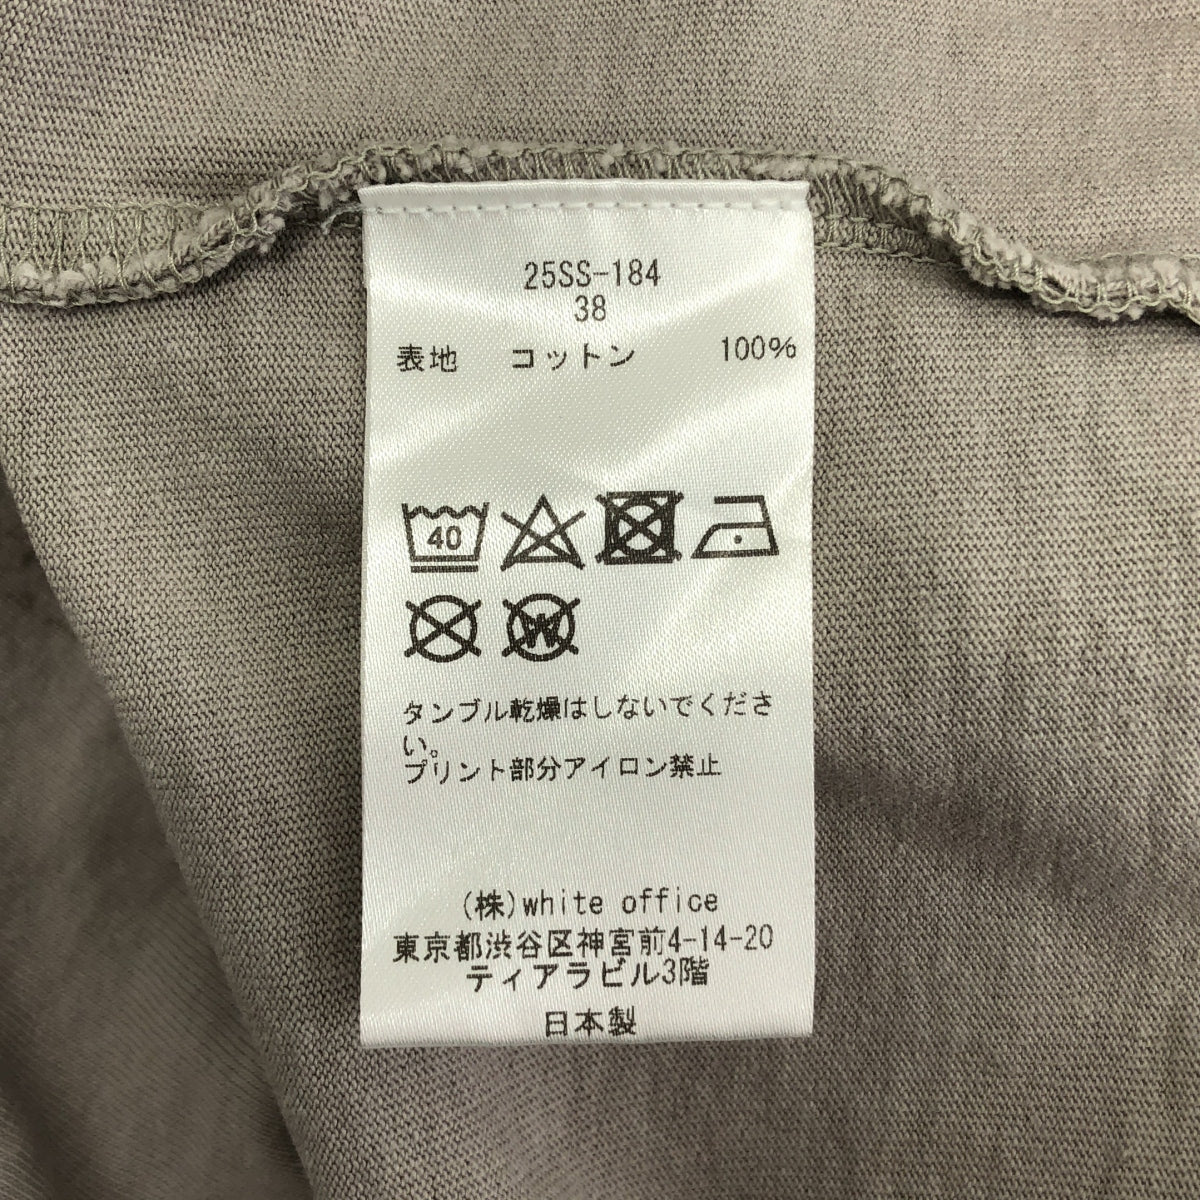 25SS-184
38
表地 コットン 100%
40
W
タンブル乾燥はしないでくださ
い。
プリント部分アイロン禁止
(株)white office
東京都渋谷区神宮前4-14-20
ティアラビル3階
日本製